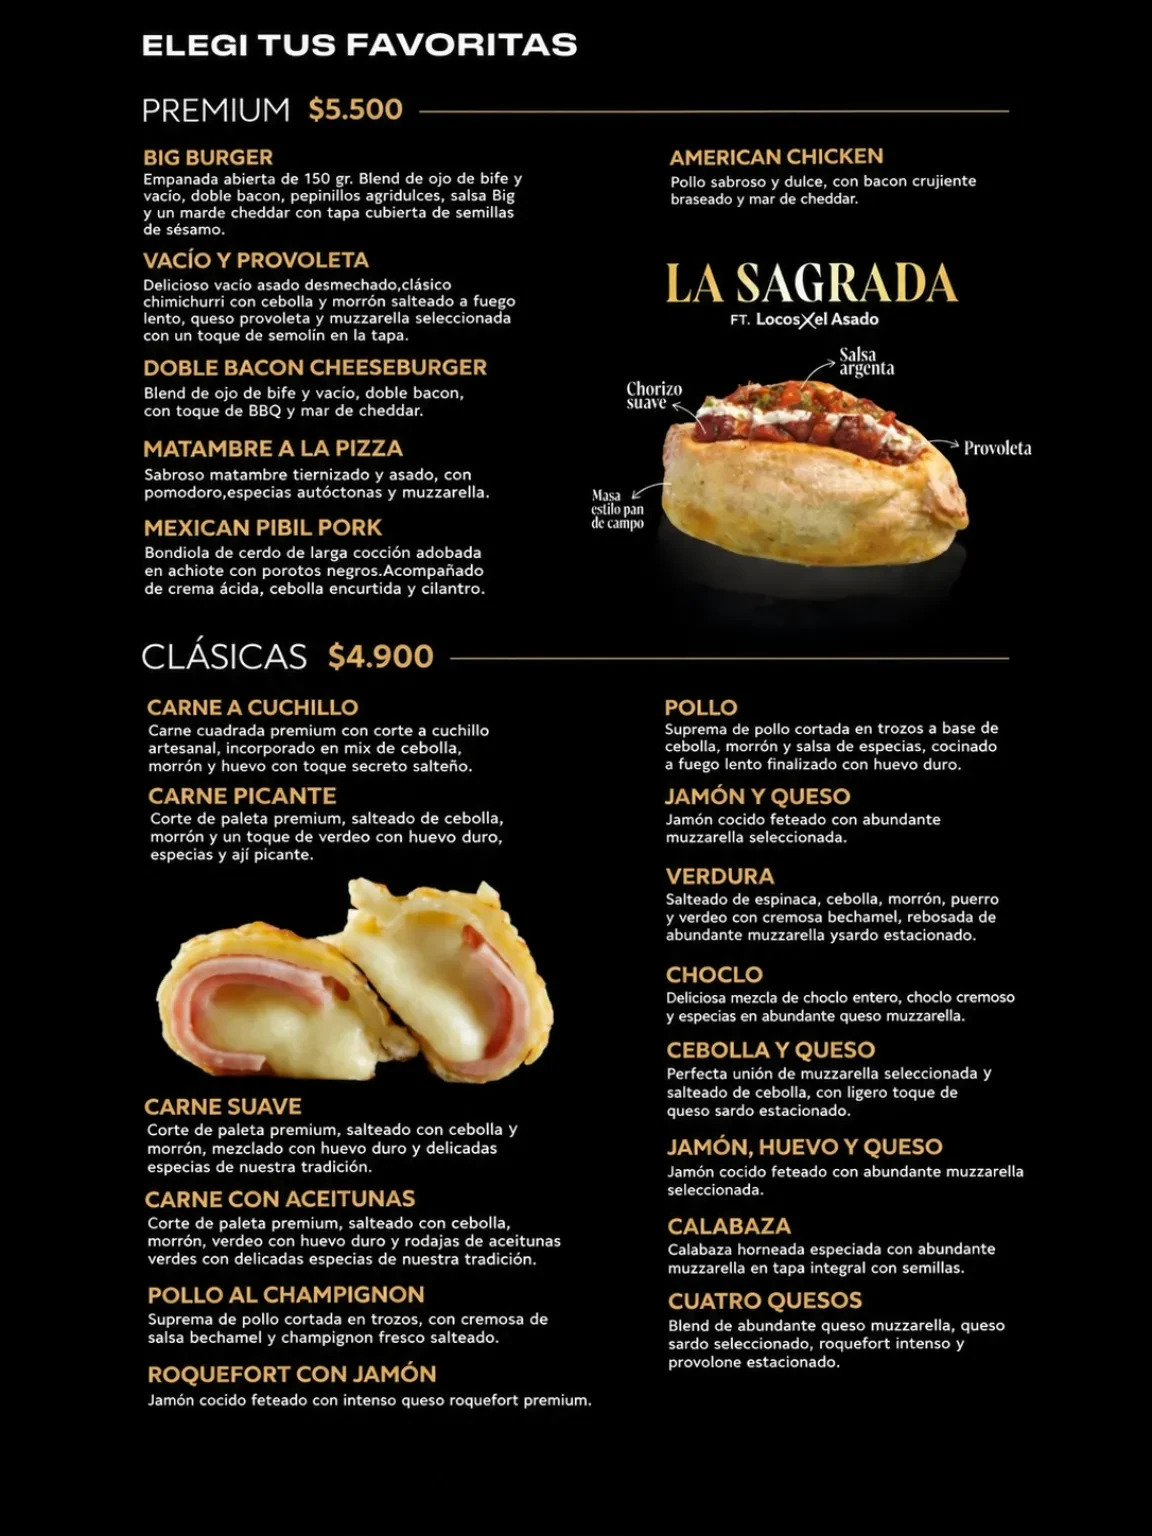 ELEGI TUS FAVORITAS
PREMIUM $5.500
BIG BURGER
Empanada abierta de 150 gr. Blend de ojo de bife y
vacío, doble bacon, pepinillos agridulces, salsa Big
y un marde cheddar con tapa cubierta de semillas
de sésamo.
VACÍO Y PROVOLETA
Delicioso vacío asado desmechado,clásico
chimichurri con cebolla y morrón salteado a fuego
lento, queso provoleta y muzzarella seleccionada
con un toque de semolín en la tapa.
DOBLE BACON CHEESEBURGER
Blend de ojo de bife y vacío, doble bacon,
con toque de BBQ y mar de cheddar.
MATAMBRE A LA PIZZA
Sabroso matambre tiernizado y asado, con
pomodoro,especias autóctonas y muzzarella.
MEXICAN PIBIL PORK
Bondiola de cerdo de larga cocción adobada
en achiote con porotos negros.Acompañado
de crema ácida, cebolla encurtida y cilantro.
AMERICAN CHICKEN
Pollo sabroso y dulce, con bacon crujiente
braseado y mar de cheddar.
LA SAGRADA
FT. LocosXel Asado
Salsa
argenta
Chorizo
suave
Provoleta
Masa
estilo pan
de campo
CLÁSICAS $4.900
CARNE A CUCHILLO
Carne cuadrada premium con corte a cuchillo
artesanal, incorporado en mix de cebolla,
morrón y huevo con toque secreto salteño.
CARNE PICANTE
Corte de paleta premium, salteado de cebolla,
morrón y un toque de verdeo con huevo duro,
especias y ají picante.
CARNE SUAVE
Corte de paleta premium, salteado con cebolla y
morrón, mezclado con huevo duro y delicadas
especias de nuestra tradición.
CARNE CON ACEITUNAS
Corte de paleta premium, salteado con cebolla,
morrón, verdeo con huevo duro y rodajas de aceitunas
verdes con delicadas especias de nuestra tradición.
POLLO AL CHAMPIGNON
Suprema de pollo cortada en trozos, con cremosa de
salsa bechamel y champignon fresco salteado.
ROQUEFORT CON JAMÓN
Jamón cocido feteado con intenso queso roquefort premium.
POLLO
Suprema de pollo cortada en trozos a base de
cebolla, morrón y salsa de especias, cocinado
a fuego lento finalizado con huevo duro.
JAMÓN Y QUESO
Jamón cocido feteado con abundante
muzzarella seleccionada.
VERDURA
Salteado de espinaca, cebolla, morrón, puerro
y verdeo con cremosa bechamel, rebosada de
abundante muzzarella ysardo estacionado.
CHOCLO
Deliciosa mezcla de choclo entero, choclo cremoso
y especias en abundante queso muzzarella.
CEBOLLA Y QUESO
Perfecta unión de muzzarella seleccionada y
salteado de cebolla, con ligero toque de
queso sardo estacionado.
JAMÓN, HUEVO Y QUESO
Jamón cocido feteado con abundante muzzarella
seleccionada.
CALABAZA
Calabaza horneada especiada con abundante
muzzarella en tapa integral con semillas.
CUATRO QUESOS
Blend de abundante queso muzzarella, queso
sardo seleccionado, roquefort intenso y
provolone estacionado.